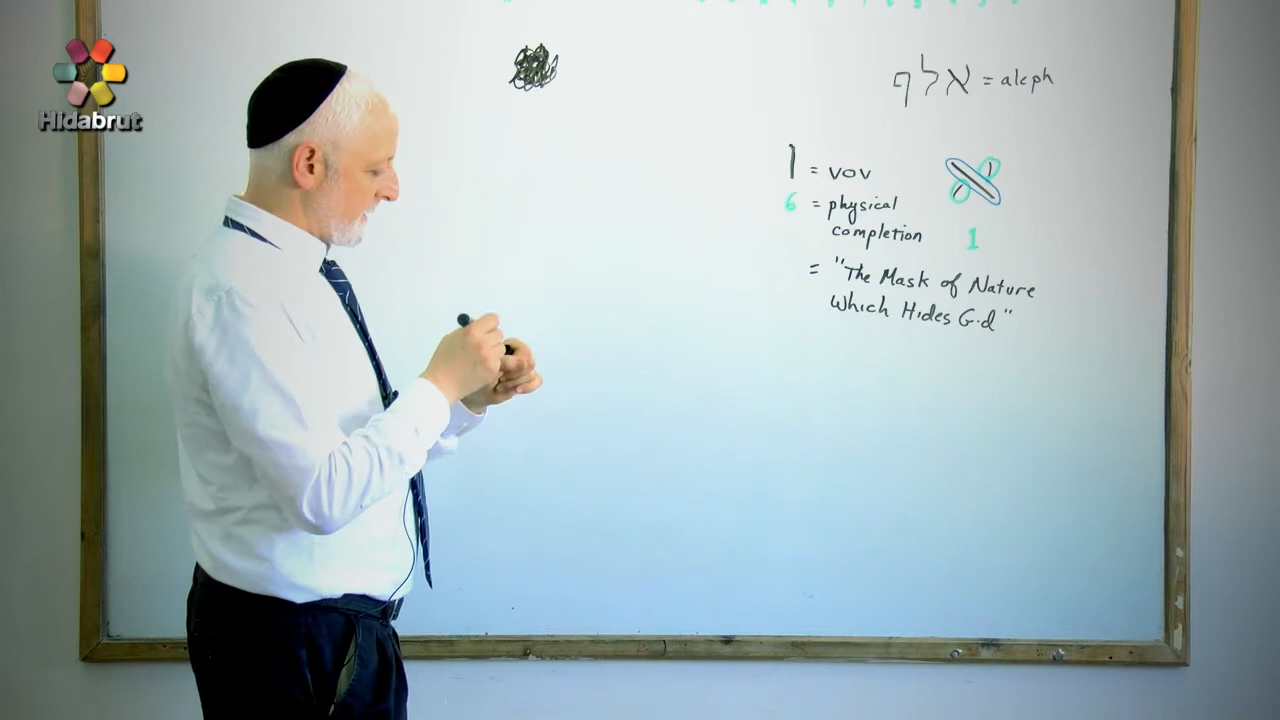 Hidabrut
אלף = aleph
ו = vov
6 = physical
completion
1
= "The Mask of Nature
Which Hides G-d"